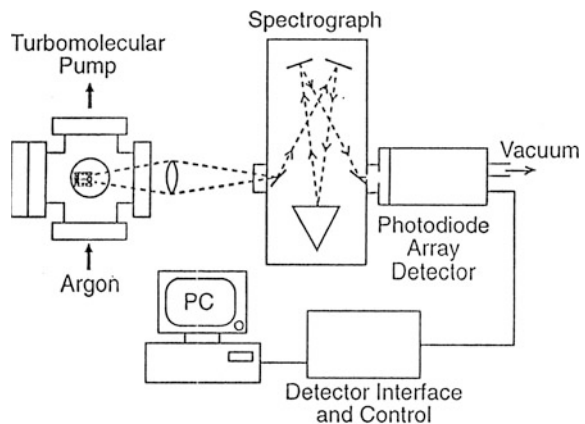 Spectrograph
Turbomolecular
Pump
Vacuum
Photodiode
Array
Detector
Argon
PC
Detector Interface
and Control